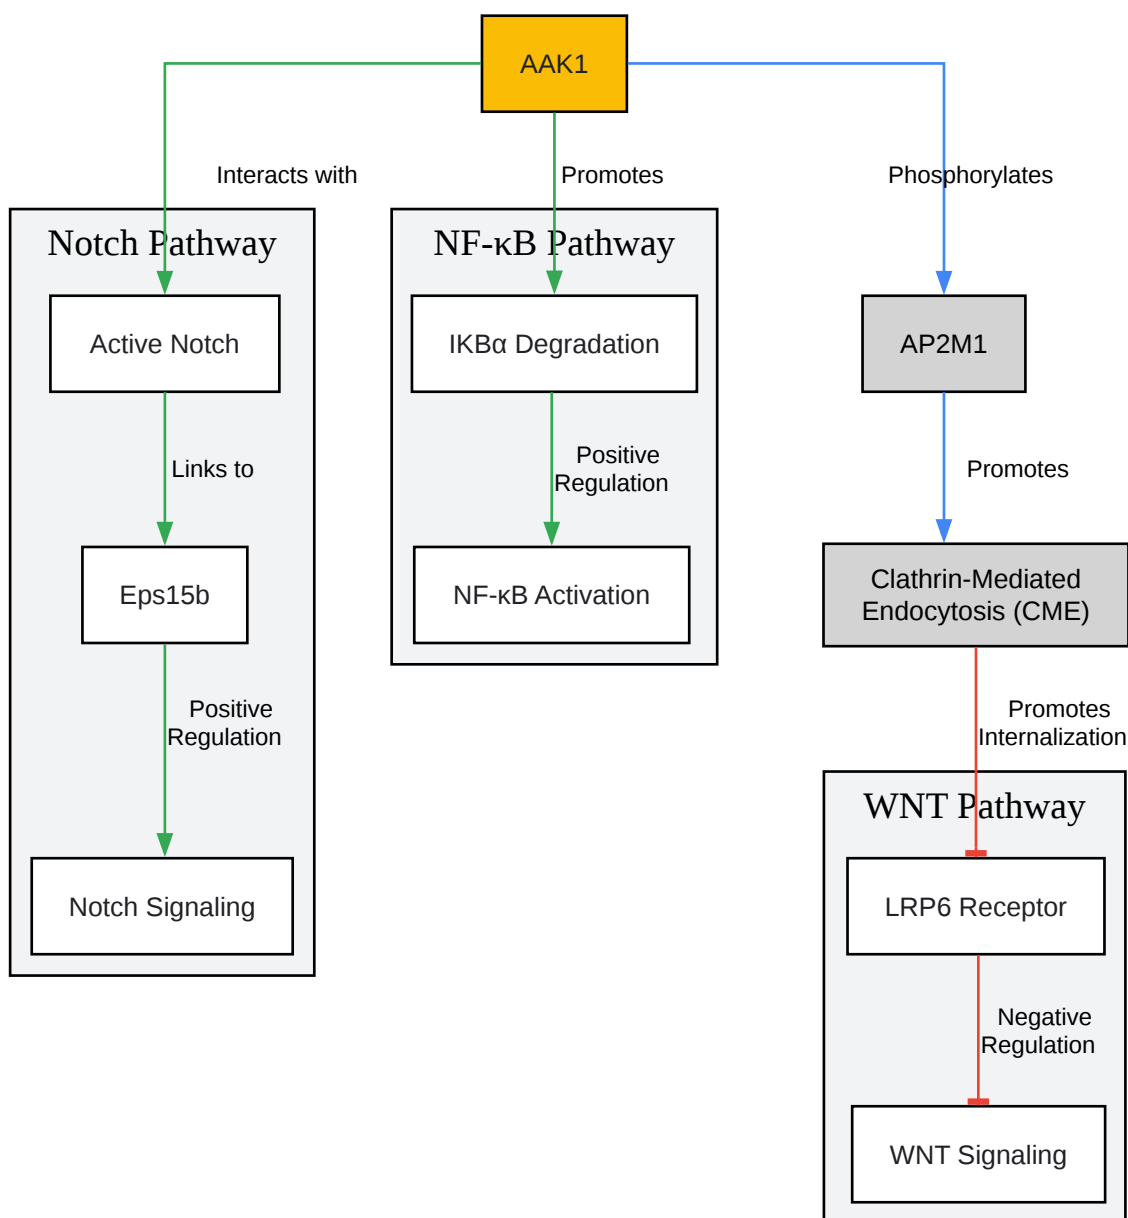 AAK1
Interacts with
Promotes
Phosphorylates
Notch Pathway
NF-κB Pathway
Active Notch
IKBα Degradation
AP2M1
Links to
Positive
Regulation
Promotes
Eps15b
NF-κB Activation
Clathrin-Mediated
Endocytosis (CME)
Positive
Regulation
Promotes
Internalization
WNT Pathway
Notch Signaling
LRP6 Receptor
Negative
Regulation
WNT Signaling